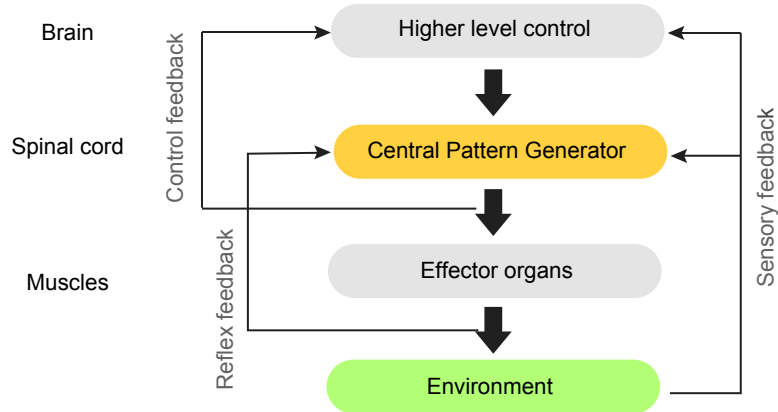 Brain
Higher level control
Control feedback
Spinal cord
Central Pattern Generator
Sensory feedback
Reflex feedback
Muscles
Effector organs
Environment